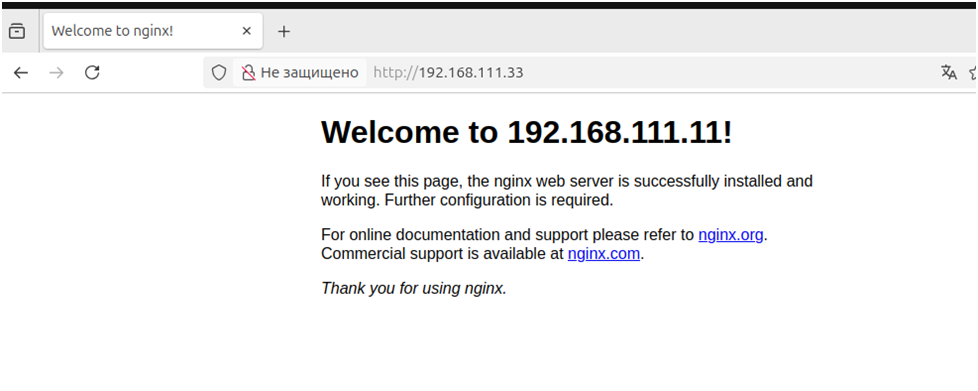 Welcome to nginx!
Не защищено http://192.168.111.33
Welcome to 192.168.111.11!
If you see this page, the nginx web server is successfully installed and
working. Further configuration is required.
For online documentation and support please refer to nginx.org.
Commercial support is available at nginx.com.
Thank you for using nginx.